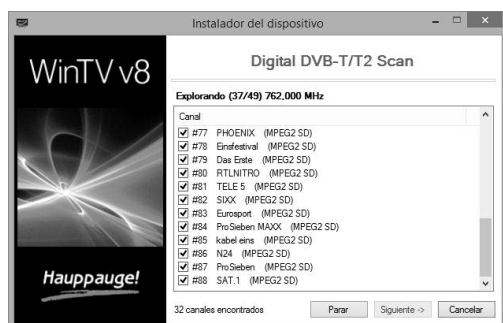 Instalador del dispositivo
WinTV v8
Hauppauge!
Digital DVB-T/T2 Scan
Explorando (37/49) 762,000 MHz
Canal
#77 PHOENIX (MPEG2 SD)
#78 Einsfestival (MPEG2 SD)
#79 Das Erste (MPEG2 SD)
#80 RTLNITRO (MPEG2 SD)
#81 TELE 5 (MPEG2 SD)
#82 SIXX (MPEG2 SD)
#83 Eurosport (MPEG2 SD)
#84 ProSieben MAXX (MPEG2 SD)
#85 kabel eins (MPEG2 SD)
#86 N24 (MPEG2 SD)
#87 ProSieben (MPEG2 SD)
#88 SAT.1 (MPEG2 SD)
32 canales encontrados
Parar
Siguiente ->
Cancelar